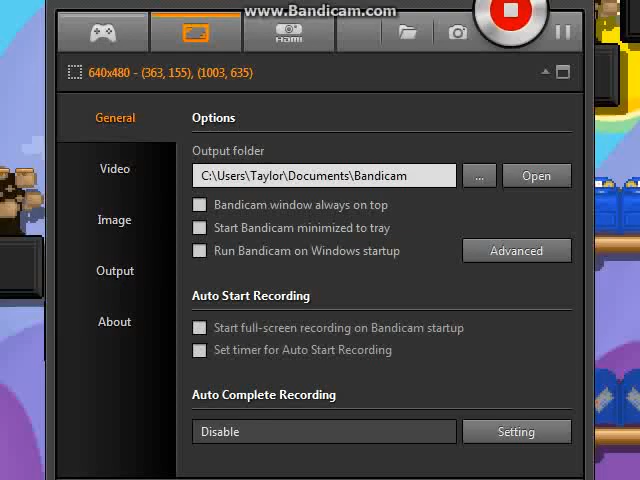 www.Bandicam.com
HDMI
640x480 - (363, 155), (1003, 635)
General
Video
Image
Output
About
Options
Output folder
C:\Users\Taylor\Documents\Bandicam
...
Open
Bandicam window always on top
Start Bandicam minimized to tray
Run Bandicam on Windows startup
Advanced
Auto Start Recording
Start full-screen recording on Bandicam startup
Set timer for Auto Start Recording
Auto Complete Recording
Disable
Setting